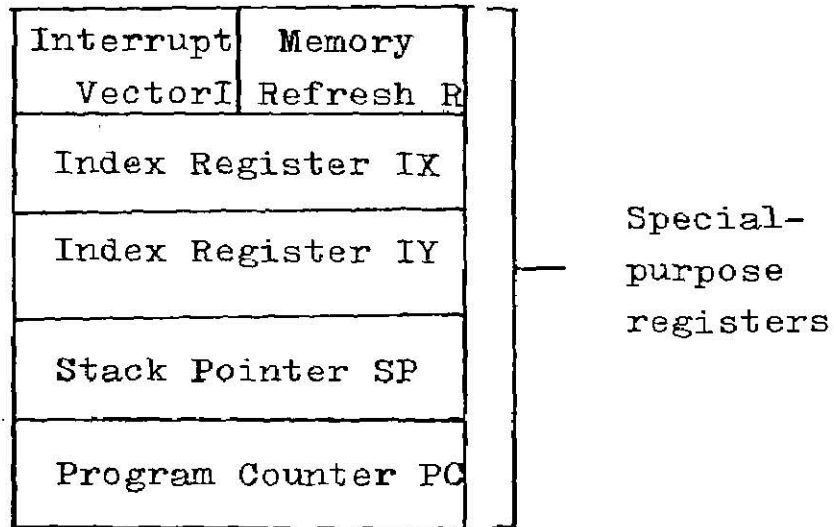 Interrupt Memory
VectorI Refresh R
Index Register IX
Index Register IY
Stack Pointer SP
Program Counter PC
Special-
purpose
registers